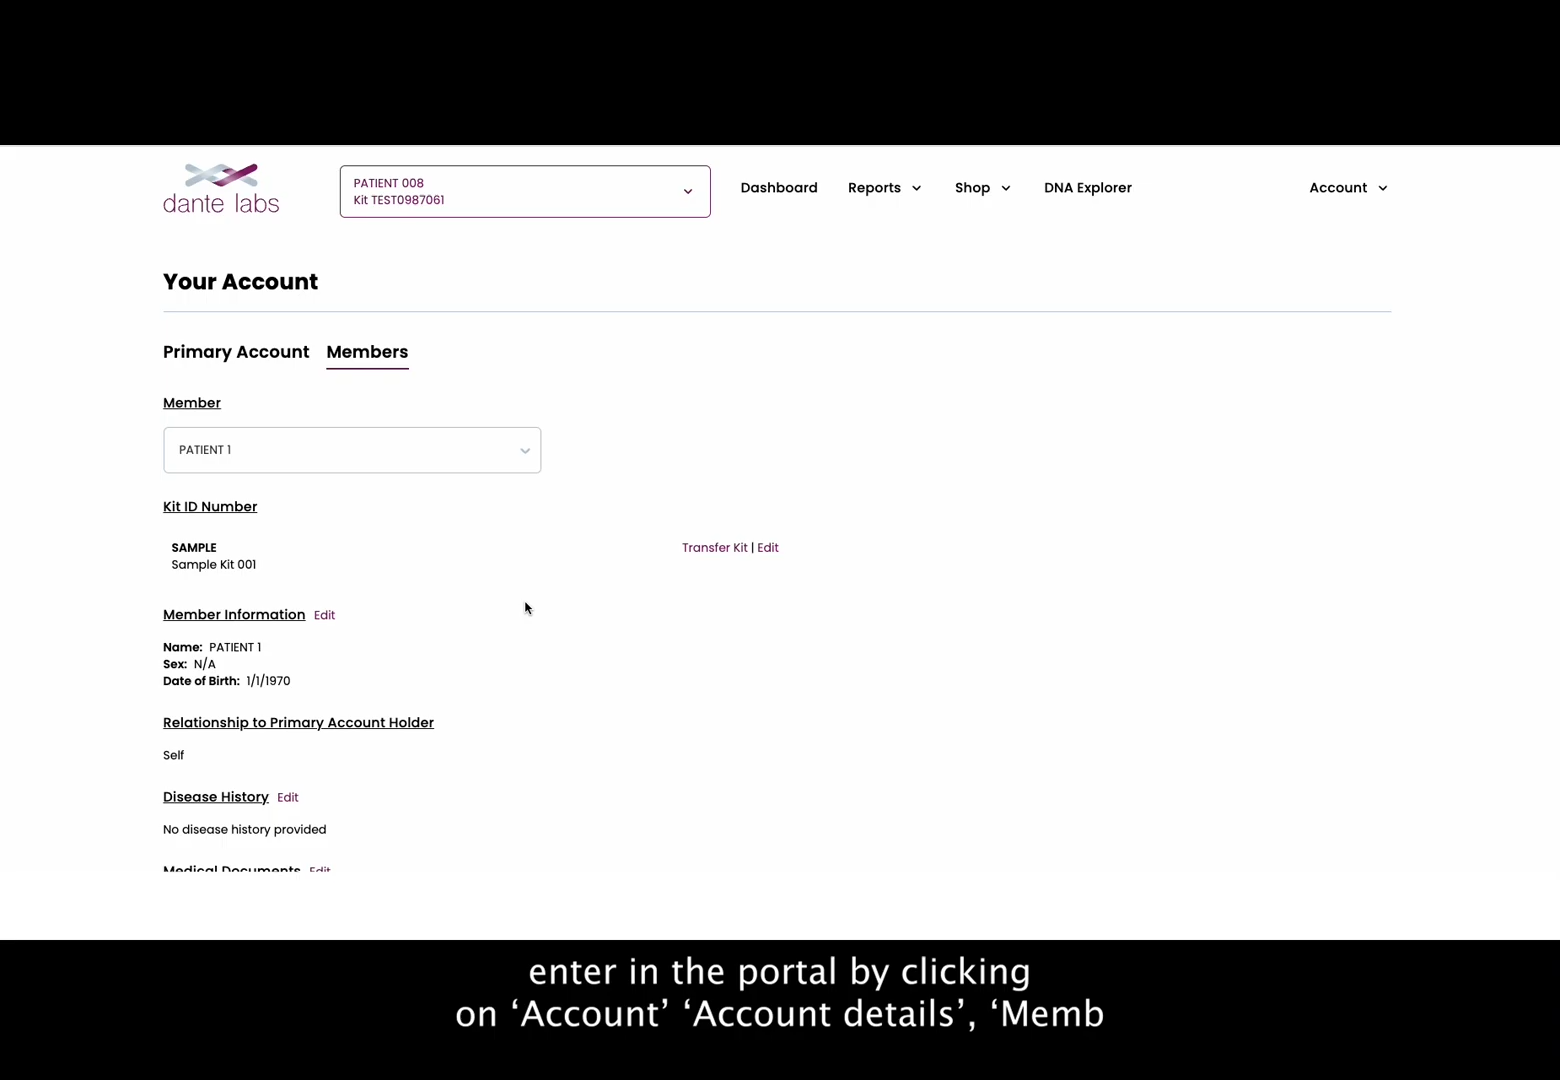 dante labs
PATIENT 008
Kit TEST0987061
Dashboard
Reports
Shop
DNA Explorer
Account
Your Account
Primary Account
Members
Member
PATIENT 1
Kit ID Number
SAMPLE
Sample Kit 001
Transfer Kit | Edit
Member Information Edit
Name: PATIENT 1
Sex: N/A
Date of Birth: 1/1/1970
Relationship to Primary Account Holder
Self
Disease History Edit
No disease history provided
Medical Documents Edit
enter in the portal by clicking
on ‘Account’ ‘Account details’, ‘Memb